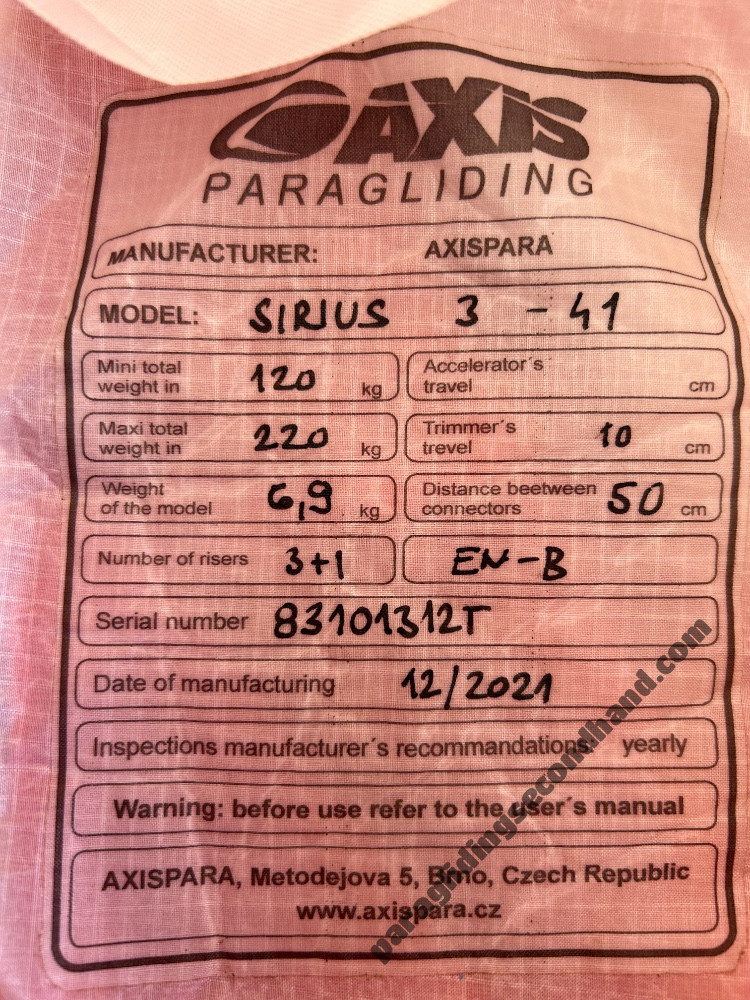 AXIS
PARAGLIDING
MANUFACTURER: AXISPARA
MODEL: SIRIUS 3 - 41
Mini total
weight in 120 kg
Accelerator´s
travel cm
Maxi total
weight in 220 kg
Trimmer´s
trevel 10 cm
Weight
of the model 6,9 kg
Distance beetween
connectors 50 cm
Number of risers 3+1
EN-B
Serial number 83101312T
Date of manufacturing 12/2021
Inspections manufacturer´s recommandations: yearly
Warning: before use refer to the user´s manual
AXISPARA, Metodejova 5, Brno, Czech Republic
www.axispara.cz
paraglidingsecondhand.com